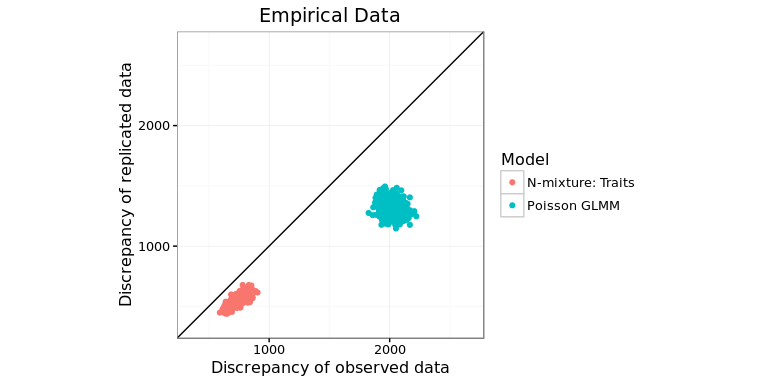 Empirical Data
Discrepancy of replicated data
2000
1000
1000 2000
Discrepancy of observed data
Model
N-mixture: Traits
Poisson GLMM